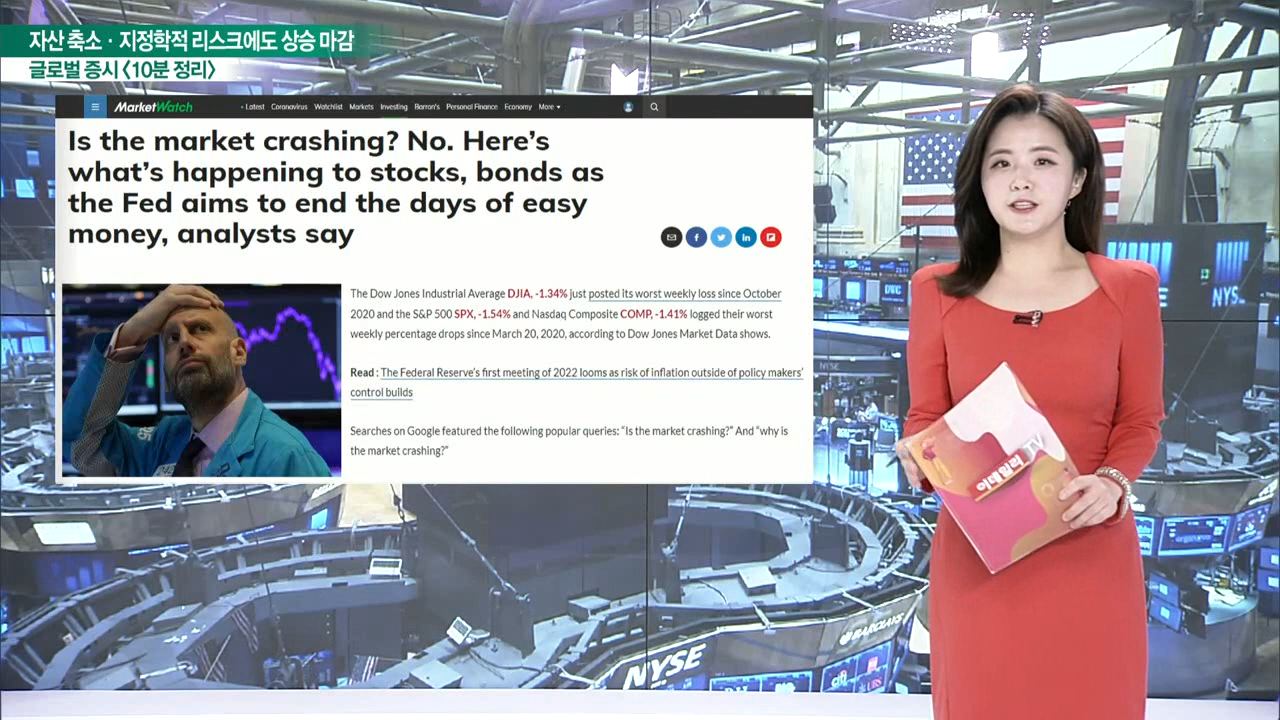 자산 축소 · 지정학적 리스크에도 상승 마감
글로벌 증시 <10분 정리>
MarketWatch
Latest Coronavirus Watchlist Markets Investing Barron's Personal Finance Economy More
Is the market crashing? No. Here's
what's happening to stocks, bonds as
the Fed aims to end the days of easy
money, analysts say
The Dow Jones Industrial Average DJIA, -1.34% just posted its worst weekly loss since October
2020 and the S&P 500 SPX, -1.54% and Nasdaq Composite COMP, -1.41% logged their worst
weekly percentage drops since March 20, 2020, according to Dow Jones Market Data shows.
Read : The Federal Reserve's first meeting of 2022 looms as risk of inflation outside of policy makers'
control builds
Searches on Google featured the following popular queries: "Is the market crashing?" And "why is
the market crashing?"
이데일리 TV
NYSE
NYSE
BARCLAYS
citi
UBS